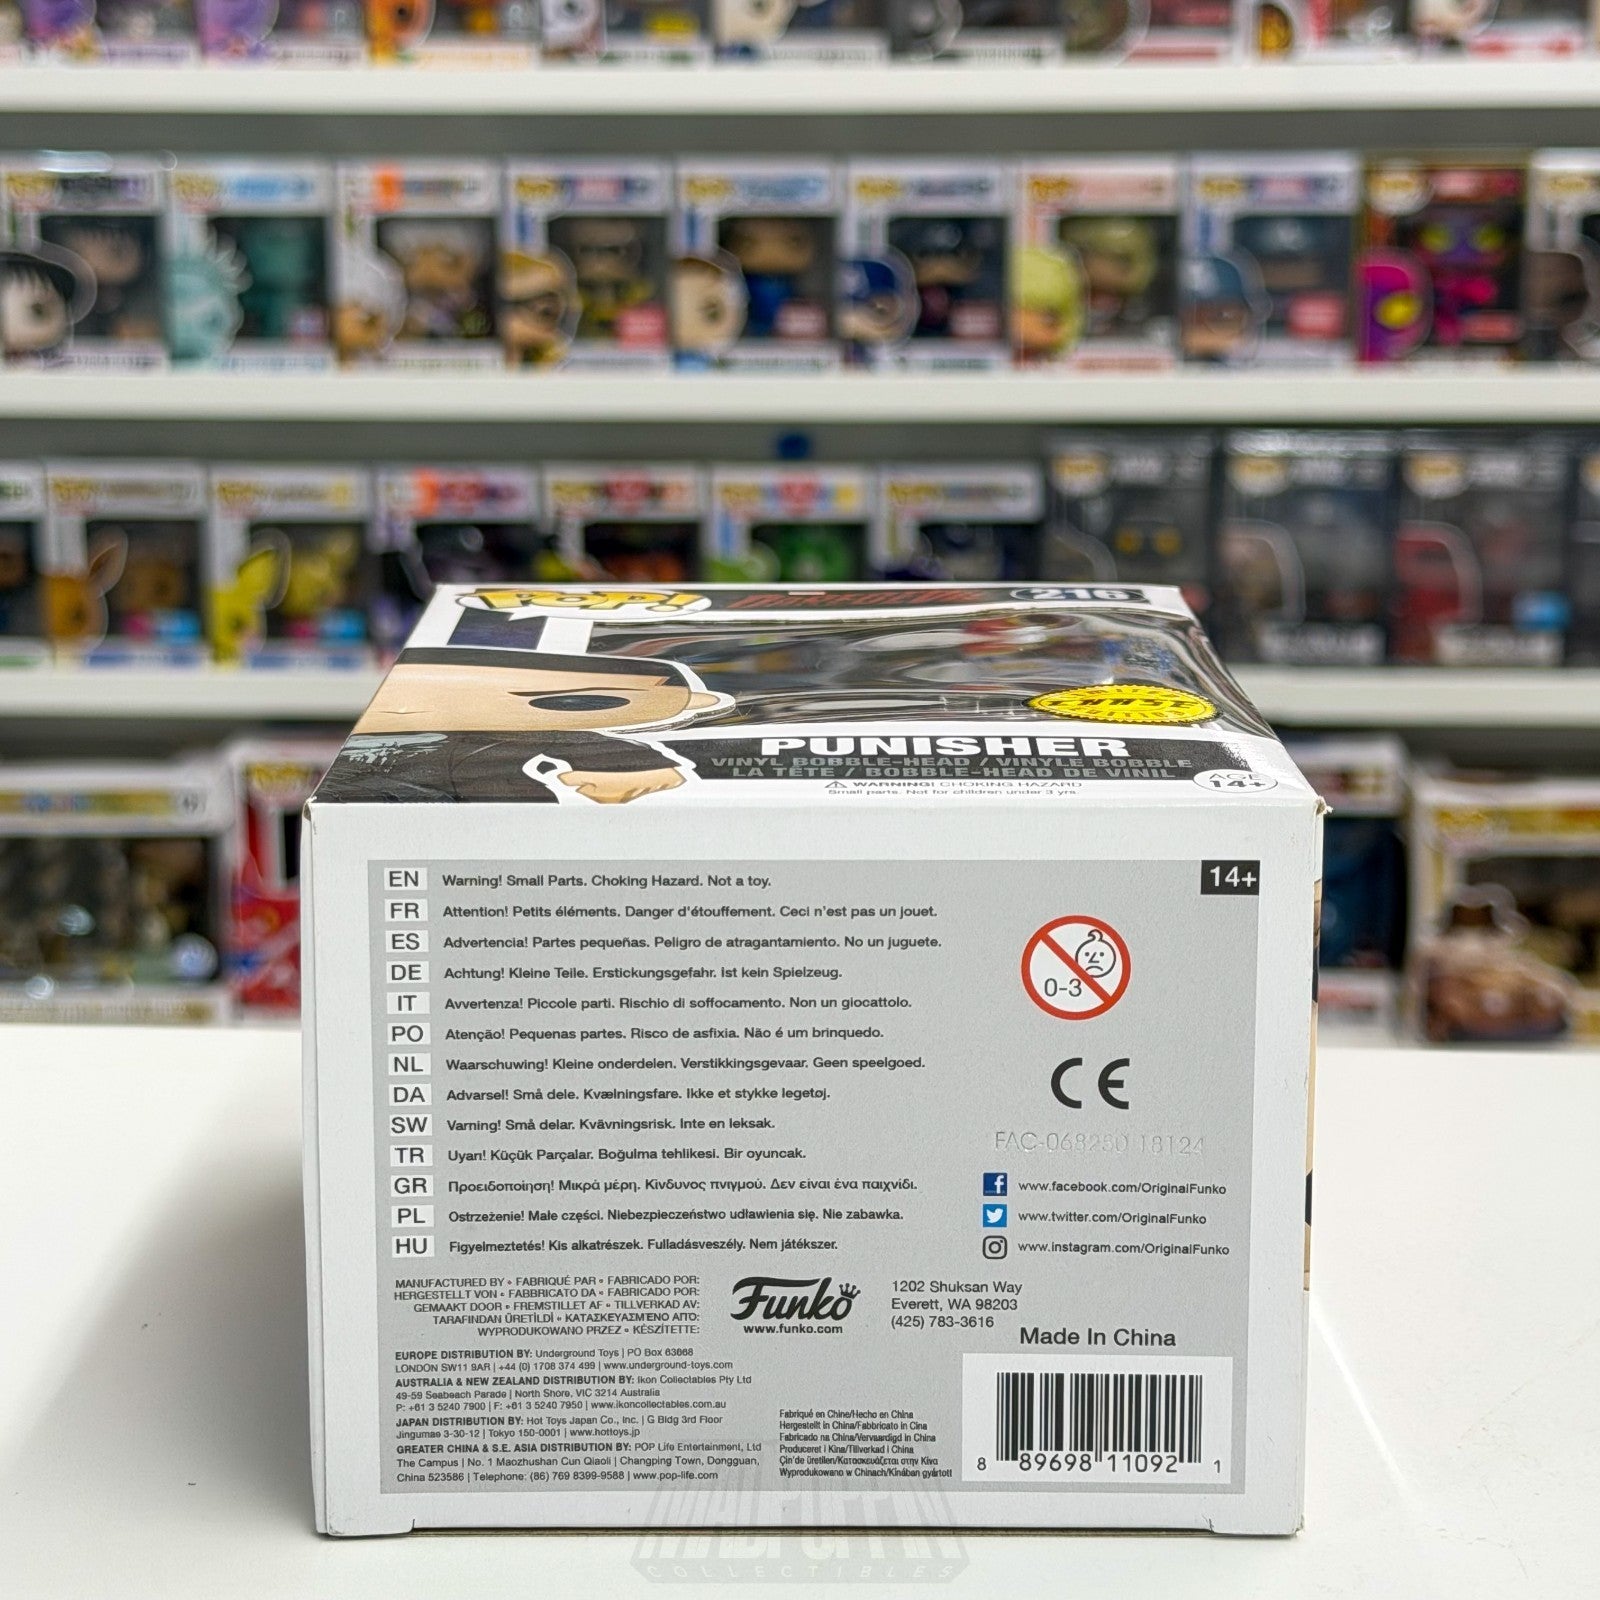 POP! DAREDEVIL 216
CHASE
PUNISHER
VINYL BOBBLE-HEAD / VINYLE BOBBLE
LA TÊTE / BOBBLE-HEAD DE VINIL
AGE 14+
WARNING: CHOKING HAZARD
Small parts. Not for children under 3 yrs.
14+
EN Warning! Small Parts. Choking Hazard. Not a toy.
FR Attention! Petits éléments. Danger d'étouffement. Ceci n'est pas un jouet.
ES Advertencia! Partes pequeñas. Peligro de atragantamiento. No un juguete.
DE Achtung! Kleine Teile. Erstickungsgefahr. Ist kein Spielzeug.
IT Avvertenza! Piccole parti. Rischio di soffocamento. Non un giocattolo.
PO Atenção! Pequenas partes. Risco de asfixia. Não é um brinquedo.
NL Waarschuwing! Kleine onderdelen. Verstikkingsgevaar. Geen speelgoed.
DA Advarsel! Små dele. Kvælningsfare. Ikke et stykke legetøj.
SW Varning! Små delar. Kvävningsrisk. Inte en leksak.
TR Uyarı! Küçük Parçalar. Boğulma tehlikesi. Bir oyuncak.
GR Προειδοποίηση! Μικρά μέρη. Κίνδυνος πνιγμού. Δεν είναι ένα παιχνίδι.
PL Ostrzeżenie! Małe części. Niebezpieczeństwo udławienia się. Nie zabawka.
HU Figyelmeztetés! Kis alkatrészek. Fulladásveszély. Nem játékszer.
0-3
CE
FAC-068250 18124
www.facebook.com/OriginalFunko
www.twitter.com/OriginalFunko
www.instagram.com/OriginalFunko
MANUFACTURED BY • FABRIQUÉ PAR • FABRICADO POR:
HERGESTELLT VON • FABBRICATO DA • FABRICADO POR:
GEMAAKT DOOR • FREMSTILLET AF • TILLVERKAD AV:
TARAFINDAN ÜRETİLDİ • ΚΑΤΑΣΚΕΥΑΣΜΈΝΟ ΑΠΌ:
WYPRODUKOWANO PRZEZ • KÉSZÍTETTE:
Funko
www.funko.com
1202 Shuksan Way
Everett, WA 98203
(425) 783-3616
Made In China
EUROPE DISTRIBUTION BY: Underground Toys | PO Box 63068
LONDON SW11 9AR | +44 (0) 1708 374 499 | www.underground-toys.com
AUSTRALIA & NEW ZEALAND DISTRIBUTION BY: Ikon Collectables Pty Ltd
49-59 Seabeach Parade | North Shore, VIC 3214 Australia
P: +61 3 5240 7900 | F: +61 3 5240 7950 | www.ikoncollectables.com.au
JAPAN DISTRIBUTION BY: Hot Toys Japan Co., Inc. | G Bldg 3rd Floor
Jingumae 3-30-12 | Tokyo 150-0001 | www.hottoys.jp
GREATER CHINA & S.E. ASIA DISTRIBUTION BY: POP Life Entertainment, Ltd
The Campus | No. 1 Maozhushan Cun Qiaoli | Changping Town, Dongguan,
China 523586 | Telephone: (86) 769 8399-9588 | www.pop-life.com
Fabriqué en Chine/Hecho en China
Hergestellt in China/Fabbricato in Cina
Fabricado na China/Vervaardigd in China
Produceret i Kina/Tillverkad i China
Çin'de üretilen/Κατασκευάζεται στην Κίνα
Wyprodukowano w Chinach/Kínában gyártott
8 89698 11092 1
MALPUFFIN
COLLECTIBLES